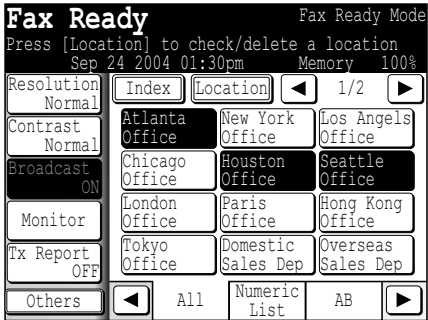 Fax Ready Fax Ready Mode
Press [Location] to check/delete a location
Sep 24 2004 01:30pm Memory 100%
Resolution
Normal
Index Location 1/2
Contrast
Normal
Atlanta
Office
New York
Office
Los Angels
Office
Broadcast
ON
Chicago
Office
Houston
Office
Seattle
Office
Monitor
London
Office
Paris
Office
Hong Kong
Office
Tx Report
OFF
Tokyo
Office
Domestic
Sales Dep
Overseas
Sales Dep
Others
All
Numeric
List
AB